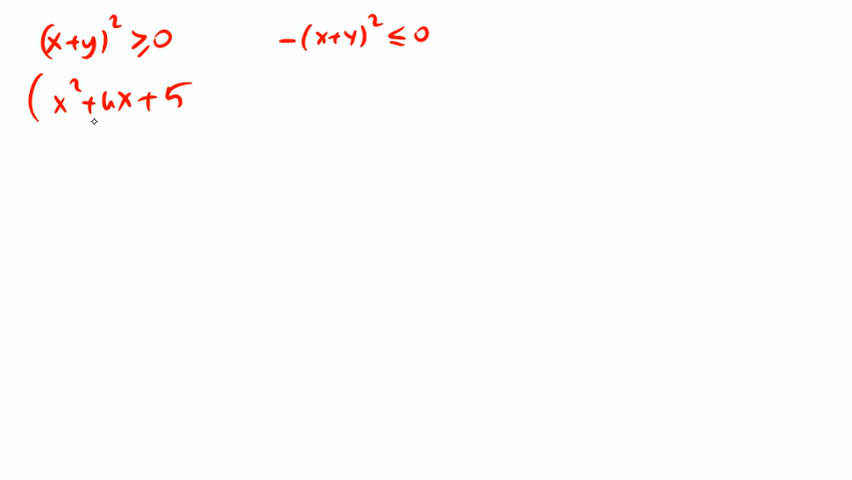 (x+y)² ≥ 0
-(x+y)² ≤ 0
(x²+4x+5